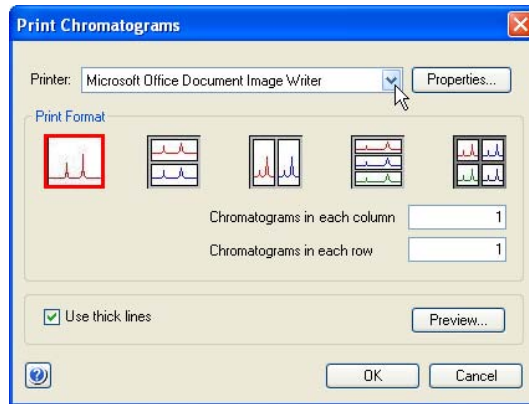 Print Chromatograms
Printer: Microsoft Office Document Image Writer Properties...
Print Format
Chromatograms in each column 1
Chromatograms in each row 1
Use thick lines Preview...
OK Cancel